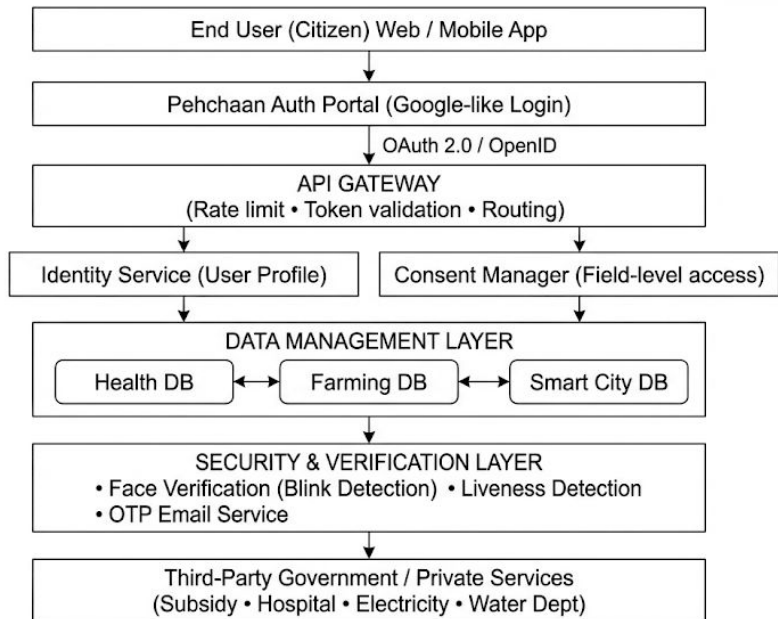 End User (Citizen) Web / Mobile App
Pehchaan Auth Portal (Google-like Login)
OAuth 2.0 / OpenID
API GATEWAY
(Rate limit • Token validation • Routing)
Identity Service (User Profile)
Consent Manager (Field-level access)
DATA MANAGEMENT LAYER
Health DB
Farming DB
Smart City DB
SECURITY & VERIFICATION LAYER
• Face Verification (Blink Detection) • Liveness Detection
• OTP Email Service
Third-Party Government / Private Services
(Subsidy • Hospital • Electricity • Water Dept)